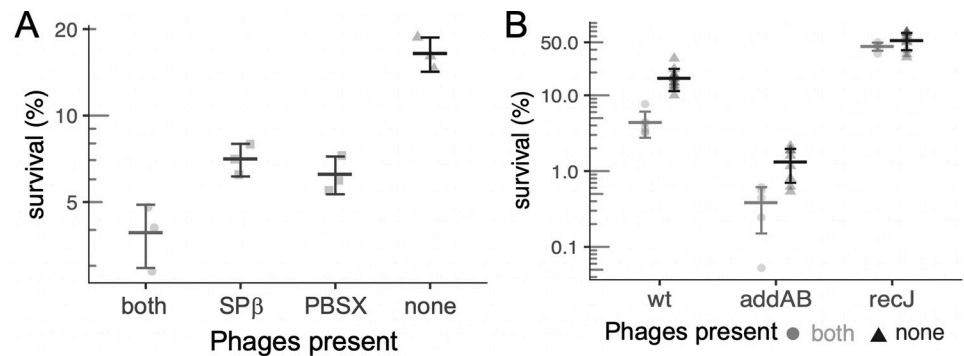 A
survival (%)
20
10
5
both SPβ PBSX none
Phages present
B
survival (%)
50.0
10.0
1.0
0.1
wt addAB recJ
Phages present both none